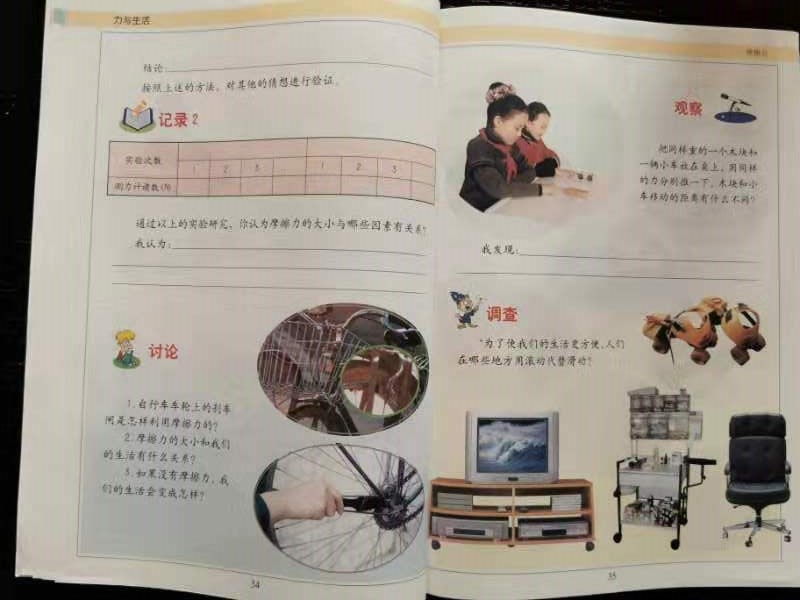 力与生活
结论
按照上述的方法，对其他的猜想进行验证。
记录2
实验次数
1 2 3 1 2 3
测力计读数(N)
通过以上的实验研究，你认为摩擦力的大小与哪些因素有关系?
我认为:
讨论
1.自行车车轮上的刹车
闸是怎样利用摩擦力的?
2.摩擦力的大小和我们
的生活有什么关系?
3.如果没有摩擦力，我
们的生活会变成怎样?
34
摩擦力
观察
把同样重的一个木块和
一辆小车放在桌上，用同样
的力分别推一下，木块和小
车移动的距离有什么不同?
我发现:
调查
"为了使我们的生活更方便，人们
在哪些地方用滚动代替滑动?
35